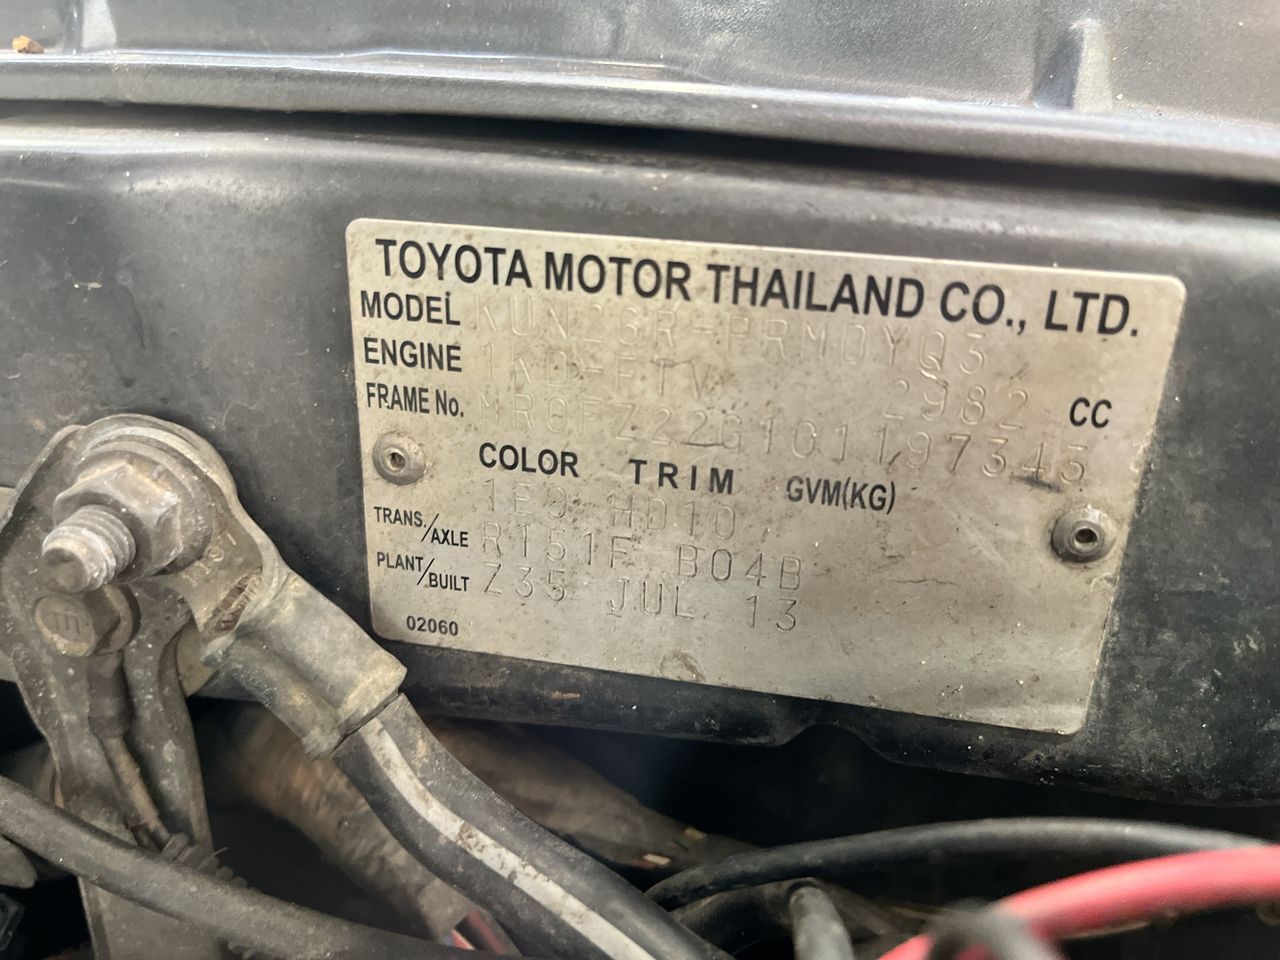 TOYOTA MOTOR THAILAND CO., LTD.
MODEL KUN26R-PRMDYQ3
ENGINE 1KD-FTV 2982 CC
FRAME No. MR0FZ22G101197343
COLOR TRIM GVM(KG)
1E9 HD10
TRANS./AXLE R151F B04B
PLANT/BUILT Z35 JUL 13
02060